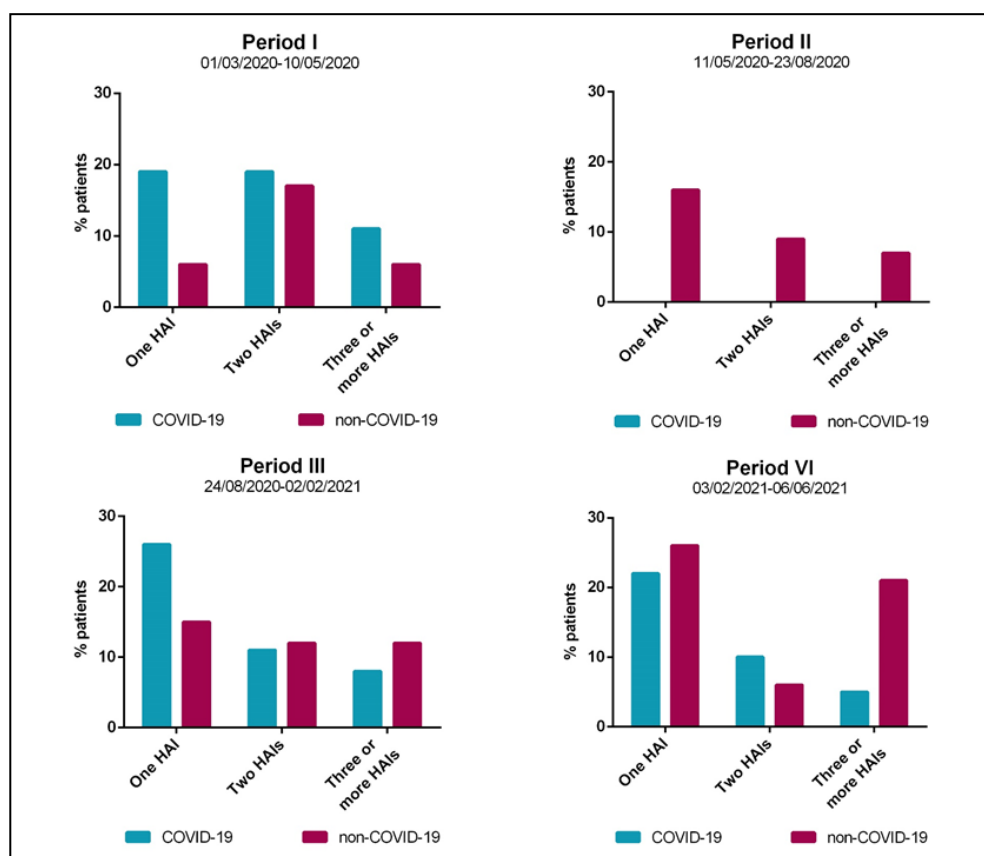 Period I
01/03/2020-10/05/2020
30
20
10
0
% patients
One HAI
Two HAIs
Three or
more HAIs
COVID-19
non-COVID-19
Period II
11/05/2020-23/08/2020
30
20
10
0
% patients
One HAI
Two HAIs
Three or
more HAIs
COVID-19
non-COVID-19
Period III
24/08/2020-02/02/2021
30
20
10
0
% patients
One HAI
Two HAIs
Three or
more HAIs
COVID-19
non-COVID-19
Period VI
03/02/2021-06/06/2021
30
20
10
0
% patients
One HAI
Two HAIs
Three or
more HAIs
COVID-19
non-COVID-19